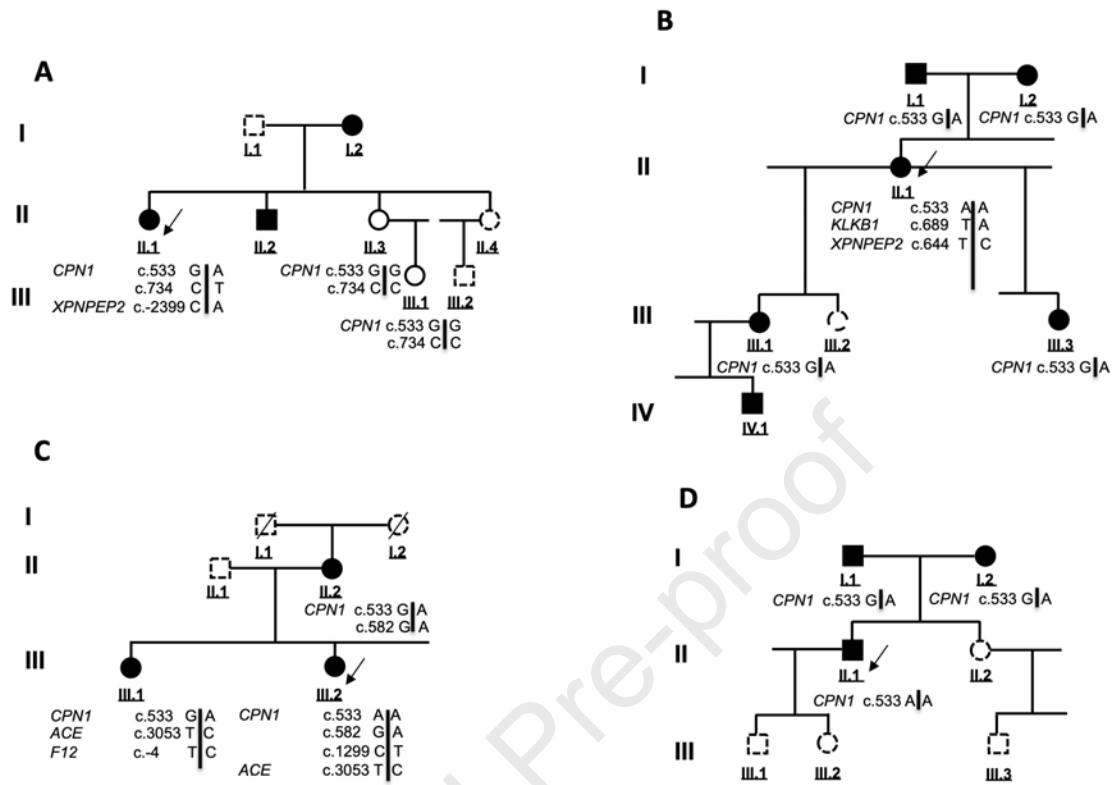 A
I
I.1 I.2
II
II.1 II.2 II.3 II.4
CPN1 c.533 G A
c.734 C T
XPNPEP2 c.-2399 C A
CPN1 c.533 G G
c.734 C C
III
III.1 III.2
CPN1 c.533 G G
c.734 C C
B
I
I.1 I.2
CPN1 c.533 G A CPN1 c.533 G A
II
II.1
CPN1 c.533 A A
KLKB1 c.689 T A
XPNPEP2 c.644 T C
III
III.1 III.2 III.3
CPN1 c.533 G A CPN1 c.533 G A
IV
IV.1
C
I
I.1 I.2
II
II.1 II.2
CPN1 c.533 G A
c.582 G A
III
III.1 III.2
CPN1 c.533 G A CPN1 c.533 A A
ACE c.3053 T C c.582 G A
F12 c.-4 T C c.1299 C T
ACE c.3053 T C
D
I
I.1 I.2
CPN1 c.533 G A CPN1 c.533 G A
II
II.1 II.2
CPN1 c.533 A A
III
III.1 III.2 III.3
Pre-proof